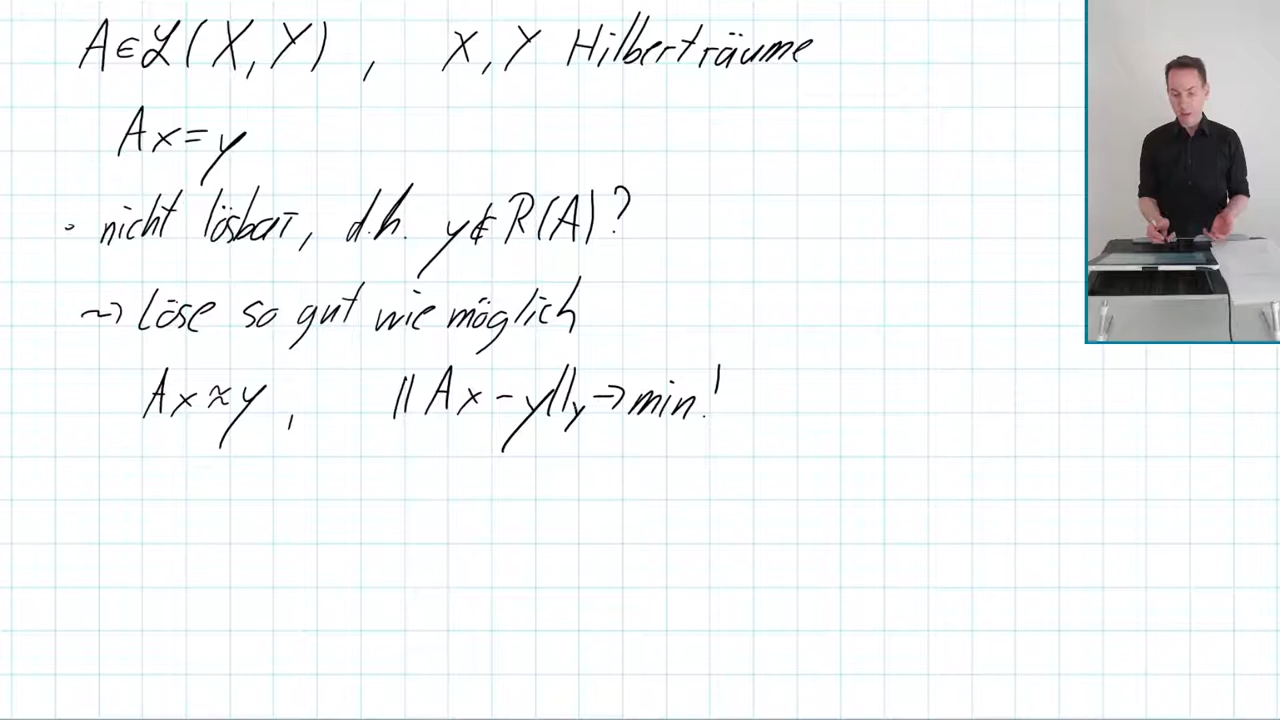 A∈ℒ(X,Y) , X,Y Hilberträume
Ax=y
· nicht lösbar, d.h. y∉R(A)?
⇝ Löse so gut wie möglich
Ax≈y , ||Ax-y||_Y→min!